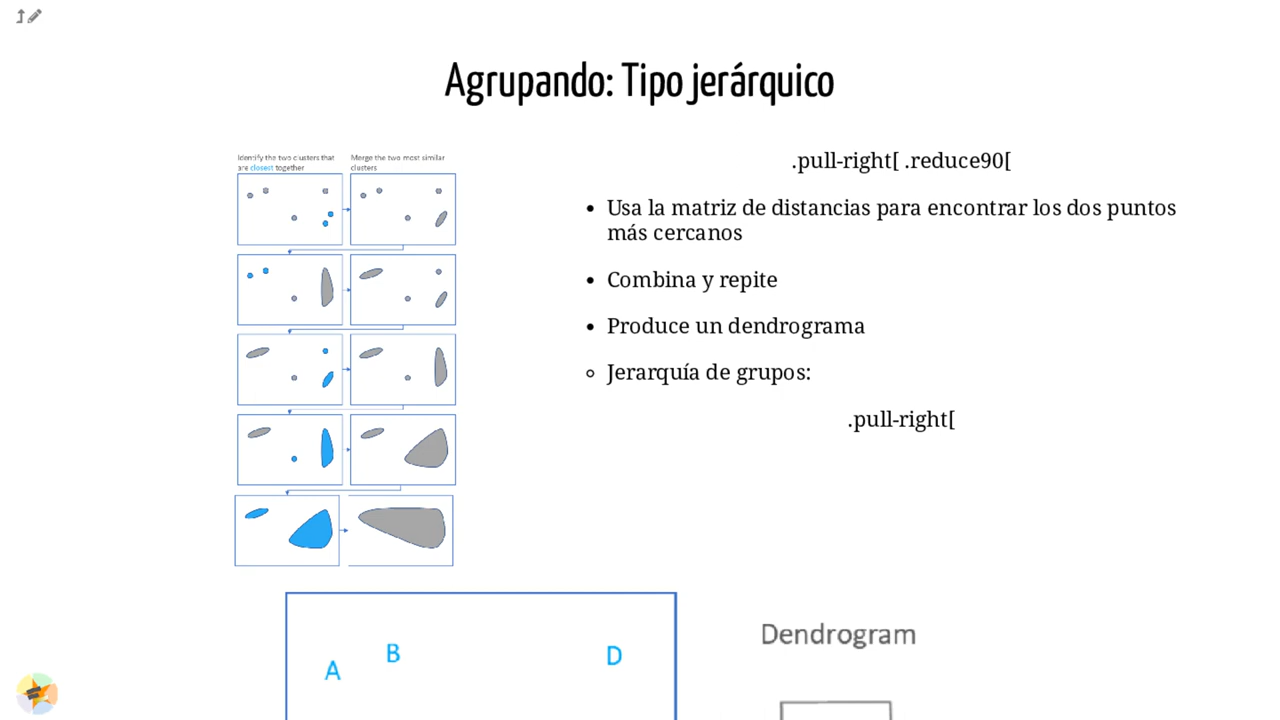 Agrupando: Tipo jerárquico
Identify the two clusters that
are closest together
Merge the two most similar
clusters
.pull-right[ .reduce90[
• Usa la matriz de distancias para encontrar los dos puntos
más cercanos
• Combina y repite
• Produce un dendrograma
◦ Jerarquía de grupos:
.pull-right[
A
B
D
Dendrogram